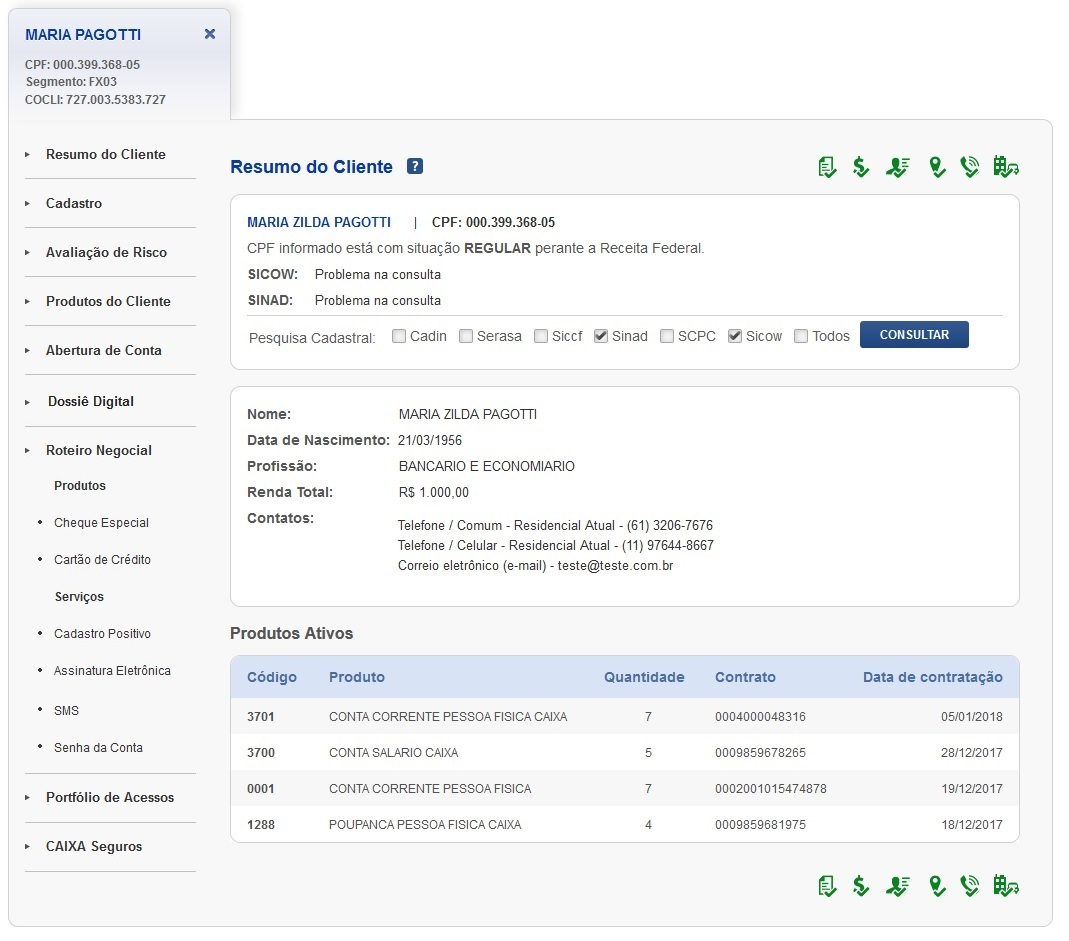 MARIA PAGOTTI
CPF: 000.399.368-05
Segmento: FX03
COCLI: 727.003.5383.727
Resumo do Cliente
Cadastro
Avaliação de Risco
Produtos do Cliente
Abertura de Conta
Dossiê Digital
Roteiro Negocial
Produtos
Cheque Especial
Cartão de Crédito
Serviços
Cadastro Positivo
Assinatura Eletrônica
SMS
Senha da Conta
Portfólio de Acessos
CAIXA Seguros
Resumo do Cliente ?
MARIA ZILDA PAGOTTI | CPF: 000.399.368-05
CPF informado está com situação REGULAR perante a Receita Federal.
SICOW: Problema na consulta
SINAD: Problema na consulta
Pesquisa Cadastral: Cadin Serasa Siccf Sinad SCPC Sicow Todos CONSULTAR
Nome: MARIA ZILDA PAGOTTI
Data de Nascimento: 21/03/1956
Profissão: BANCARIO E ECONOMIARIO
Renda Total: R$ 1.000,00
Contatos:
Telefone / Comum - Residencial Atual - (61) 3206-7676
Telefone / Celular - Residencial Atual - (11) 97644-8667
Correio eletrônico (e-mail) - teste@teste.com.br
Produtos Ativos
Código Produto Quantidade Contrato Data de contratação
3701 CONTA CORRENTE PESSOA FISICA CAIXA 7 0004000048316 05/01/2018
3700 CONTA SALARIO CAIXA 5 0009859678265 28/12/2017
0001 CONTA CORRENTE PESSOA FISICA 7 0002001015474878 19/12/2017
1288 POUPANCA PESSOA FISICA CAIXA 4 0009859681975 18/12/2017